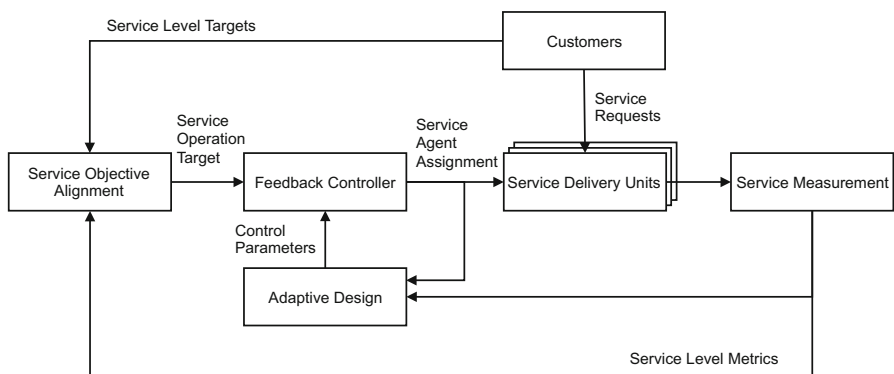 Service Level Targets
Customers
Service
Requests
Service
Operation
Target
Service
Agent
Assignment
Service Objective
Alignment
Feedback Controller
Service Delivery Units
Service Measurement
Control
Parameters
Adaptive Design
Service Level Metrics